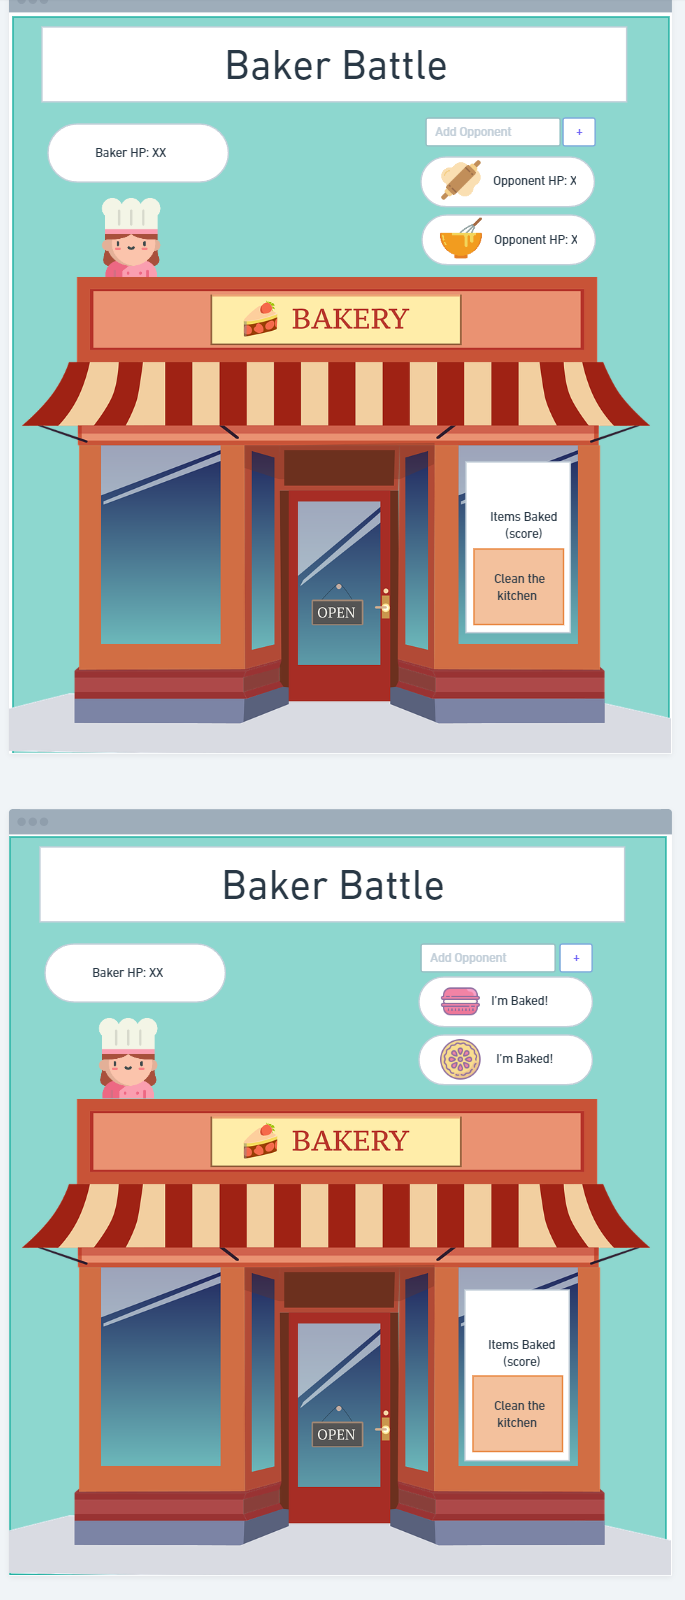 Baker Battle
Baker HP: XX
Add Opponent
+
Opponent HP: X
Opponent HP: X
BAKERY
Items Baked
(score)
Clean the
kitchen
OPEN
Baker Battle
Baker HP: XX
Add Opponent
+
I'm Baked!
I'm Baked!
BAKERY
Items Baked
(score)
Clean the
kitchen
OPEN